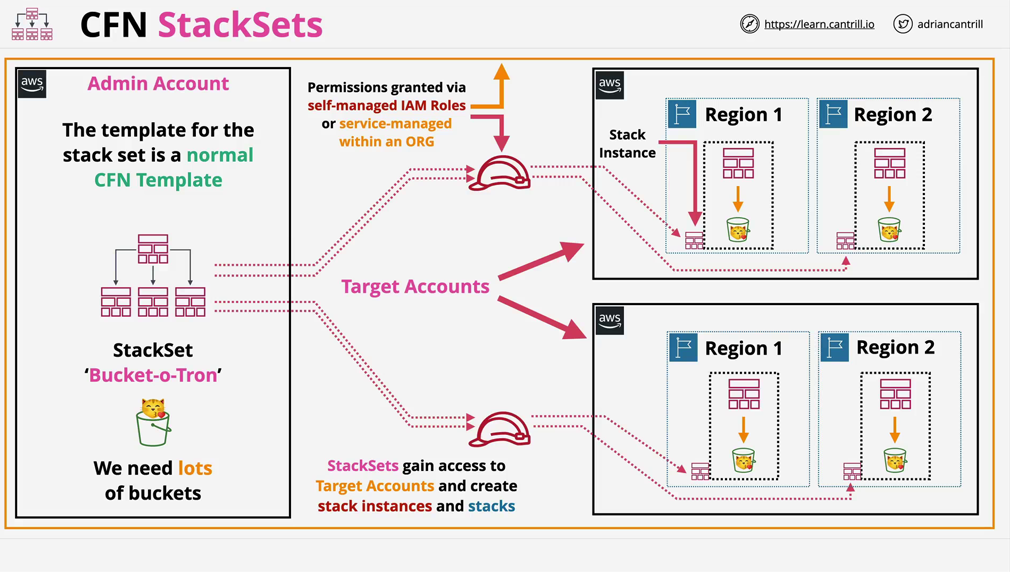 CFN StackSets
https://learn.cantrill.io
adriancantrill
aws
Admin Account
The template for the
stack set is a normal
CFN Template
StackSet
‘Bucket-o-Tron’
We need lots
of buckets
Permissions granted via
self-managed IAM Roles
or service-managed
within an ORG
Target Accounts
StackSets gain access to
Target Accounts and create
stack instances and stacks
aws
Stack
Instance
Region 1
Region 2
aws
Region 1
Region 2